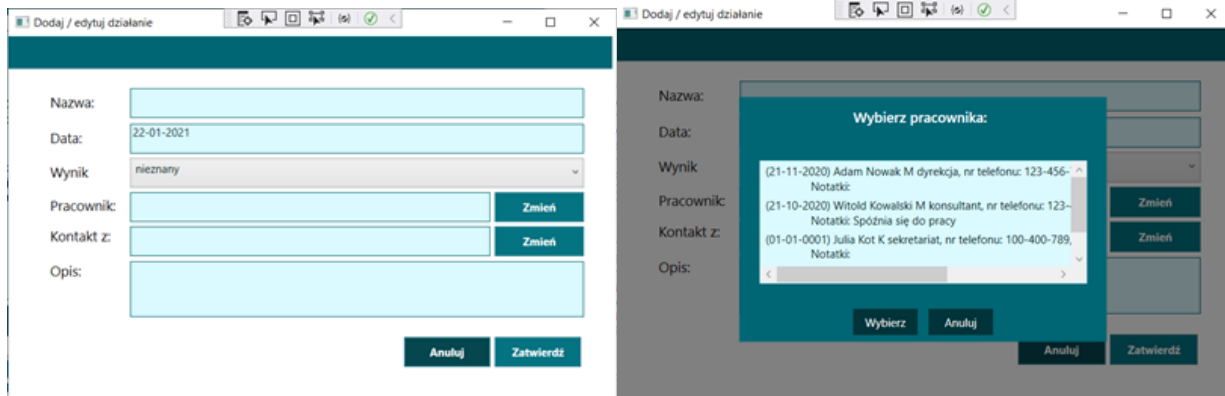 Dodaj / edytuj działanie
Nazwa:
Data:
22-01-2021
Wynik
nieznany
Pracownik:
Zmień
Kontakt z:
Zmień
Opis:
Anuluj
Zatwierdź
Dodaj / edytuj działanie
Nazwa:
Data:
Wynik
Pracownik:
Zmień
Kontakt z:
Zmień
Opis:
Anuluj
Zatwierdź
Wybierz pracownika:
(21-11-2020) Adam Nowak M dyrekcja, nr telefonu: 123-456-
Notatki:
(21-10-2020) Witold Kowalski M konsultant, nr telefonu: 123-
Notatki: Spóźnia się do pracy
(01-01-0001) Julia Kot K sekretariat, nr telefonu: 100-400-789,
Notatki:
Wybierz
Anuluj